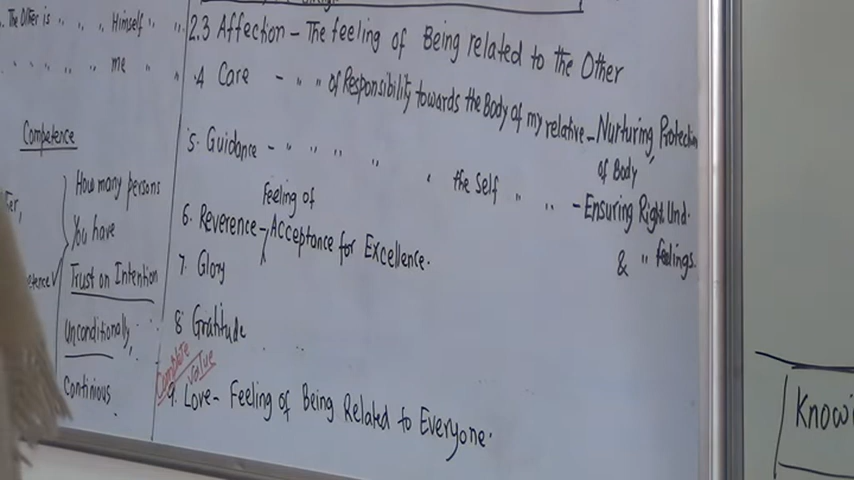 The Other is " " " Himself " "
" " " " " me " "
Competence
How many persons
You have
Trust on Intention
Unconditionally,
Continious
2.3 Affection – The feeling of Being related to the Other
.4 Care – " " of Responsibility towards the Body of my relative – Nurturing, Protection
of Body
5. Guidance – " " " " " the Self " " – Ensuring Right Und.
& " feelings.
Feeling of
6. Reverence – Acceptance for Excellence.
7. Glory
8. Gratitude
Complete
Value
9. Love – Feeling of Being Related to Everyone.
Knowi